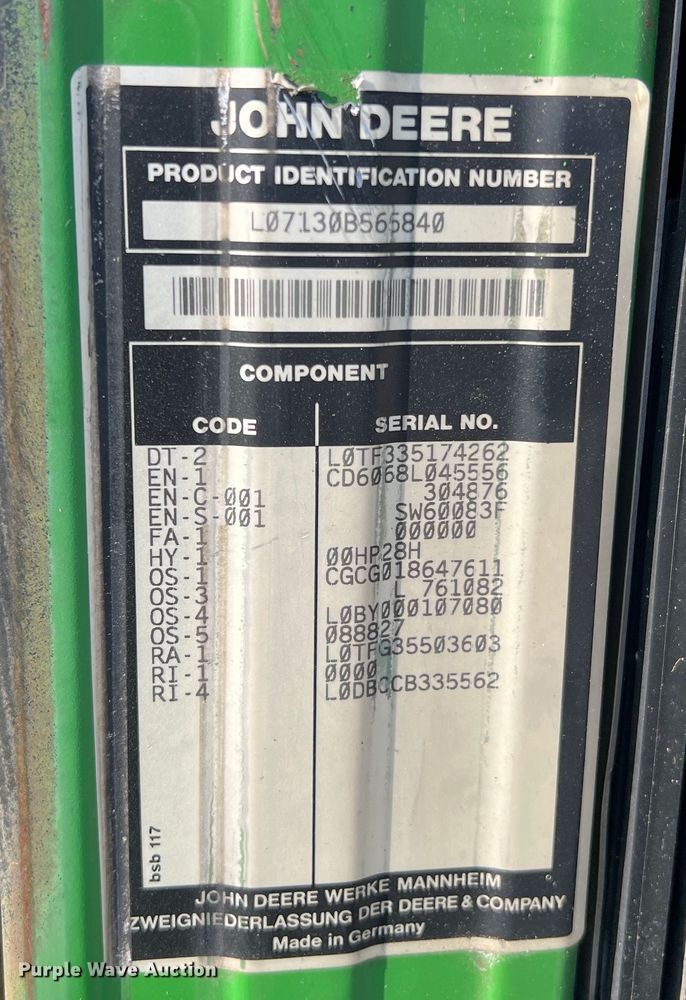 JOHN DEERE
PRODUCT IDENTIFICATION NUMBER
L07130B565840
COMPONENT
CODE SERIAL NO.
DT-2 L0TF335174262
EN-1 CD6068L045556
EN-C-001 304876
EN-S-001 SW60083F
FA-1 000000
HY-1 00HP28H
OS-1 CGCG018647611
OS-3 L 761082
OS-4 L0BY000107080
OS-5 088827
RA-1 L0TFG35503603
RI-1 0000
RI-4 L0DBCCB335562
bsb 117
JOHN DEERE WERKE MANNHEIM
ZWEIGNIEDERLASSUNG DER DEERE & COMPANY
Made in Germany
Purple Wave Auction